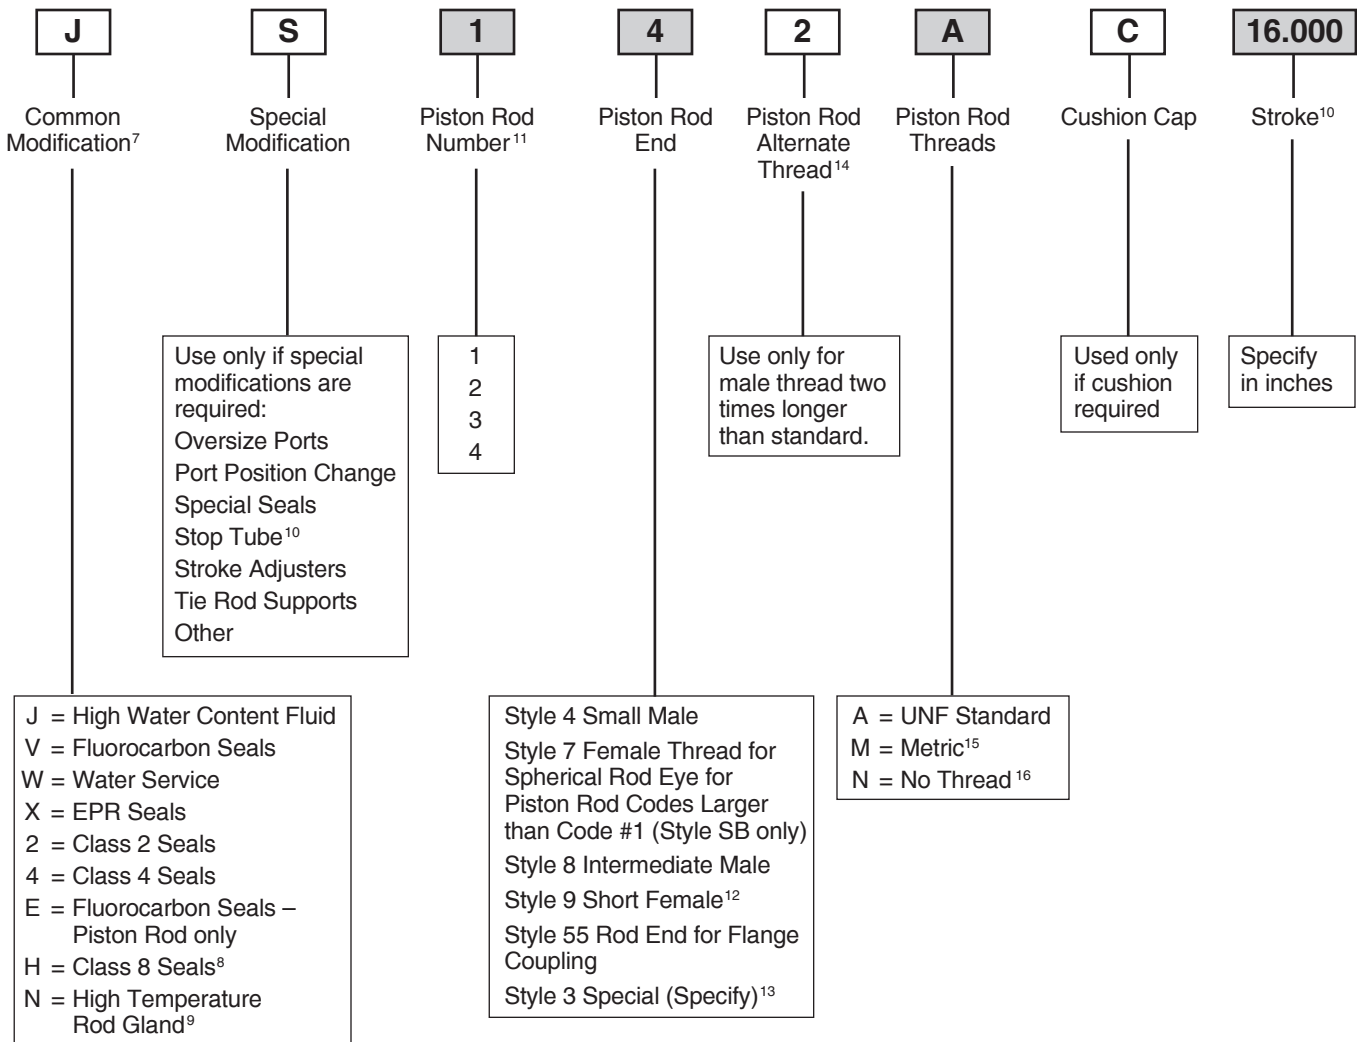 J S 1 4 2 A C 16.000
Common
Modification⁷
Special
Modification
Piston Rod
Number¹¹
Piston Rod
End
Piston Rod
Alternate
Thread¹⁴
Piston Rod
Threads
Cushion Cap
Stroke¹⁰
Use only if special
modifications are
required:
Oversize Ports
Port Position Change
Special Seals
Stop Tube¹⁰
Stroke Adjusters
Tie Rod Supports
Other
1
2
3
4
Use only for
male thread two
times longer
than standard.
Used only
if cushion
required
Specify
in inches
J = High Water Content Fluid
V = Fluorocarbon Seals
W = Water Service
X = EPR Seals
2 = Class 2 Seals
4 = Class 4 Seals
E = Fluorocarbon Seals –
Piston Rod only
H = Class 8 Seals⁸
N = High Temperature
Rod Gland⁹
Style 4 Small Male
Style 7 Female Thread for
Spherical Rod Eye for
Piston Rod Codes Larger
than Code #1 (Style SB only)
Style 8 Intermediate Male
Style 9 Short Female¹²
Style 55 Rod End for Flange
Coupling
Style 3 Special (Specify)¹³
A = UNF Standard
M = Metric¹⁵
N = No Thread¹⁶